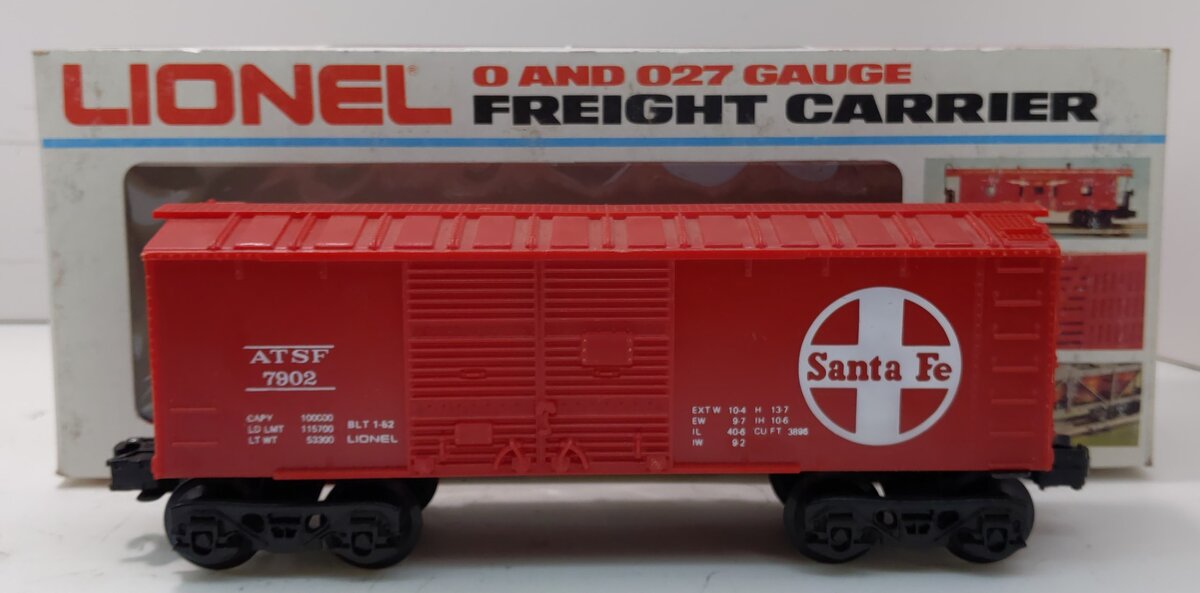 LIONEL®
O AND O27 GAUGE
FREIGHT CARRIER
ATSF
7902
CAPY 100000
LD LMT 115700
LT WT 53300
BLT 1-52
LIONEL
EXT W 10-4 H 13-7
EW 9-7 IH 10-6
IL 40-6 CU FT 3898
IW 9-2
Santa Fe